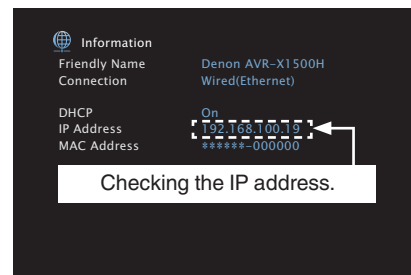 Information
Friendly Name Denon AVR-X1500H
Connection Wired(Ethernet)
DHCP On
IP Address 192.168.100.19
MAC Address ******-000000
Checking the IP address.